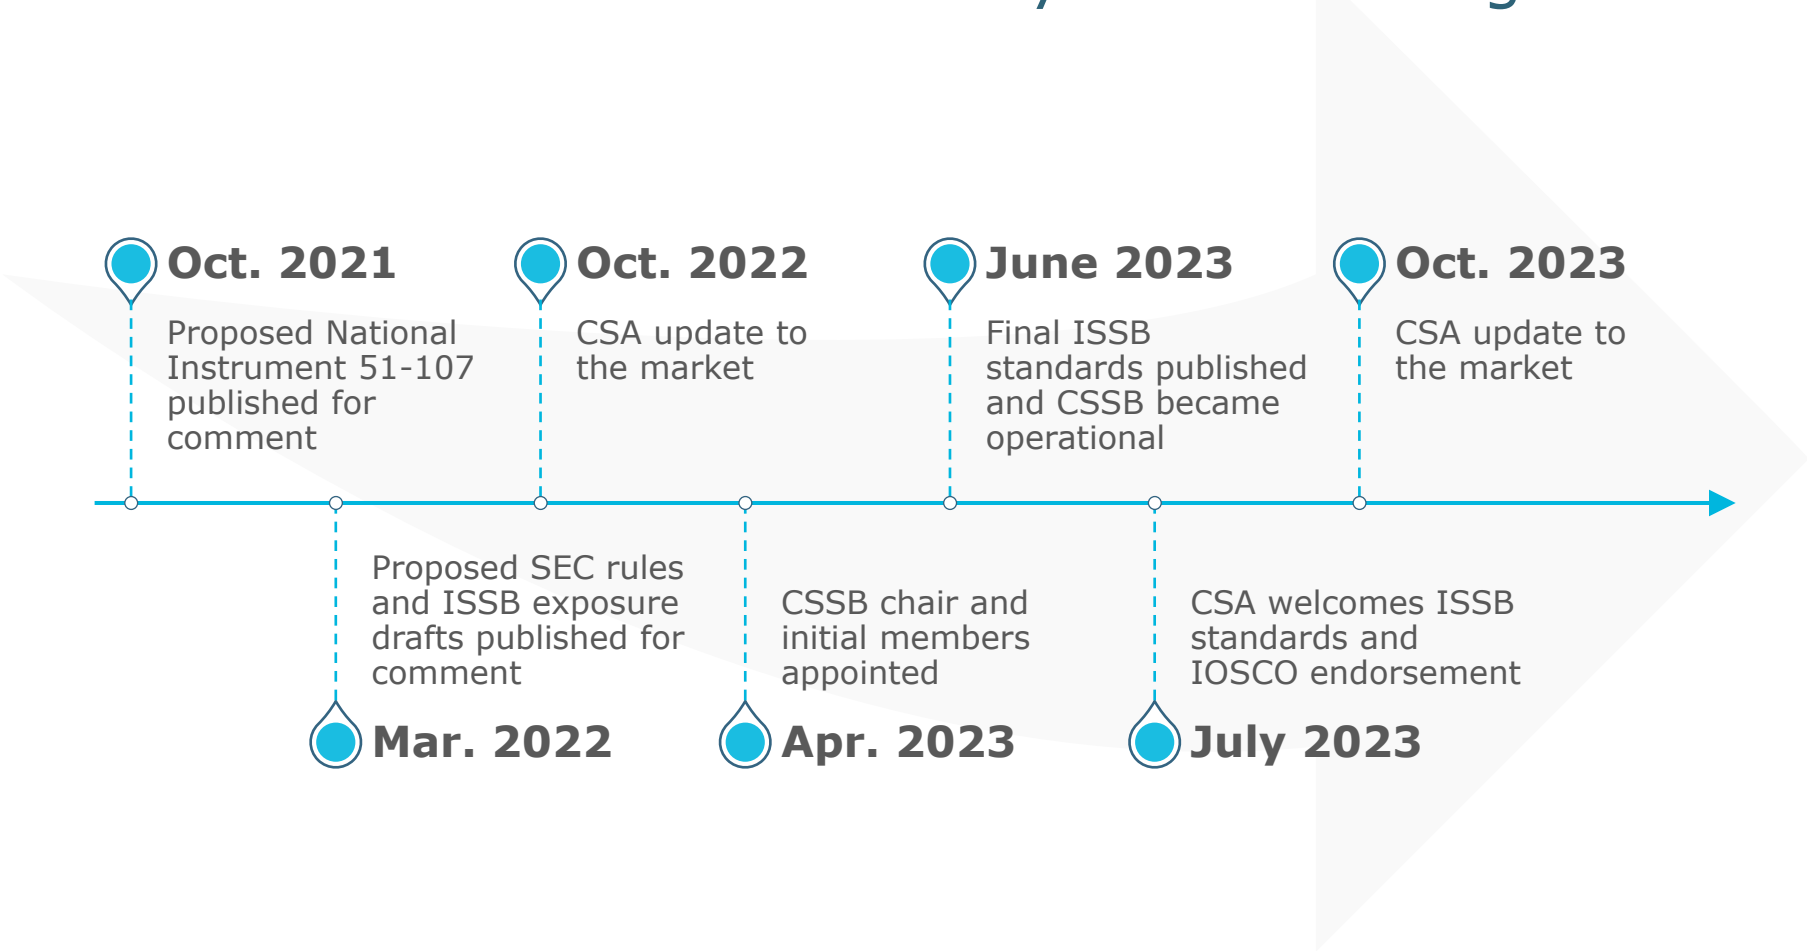 Oct. 2021
Proposed National
Instrument 51-107
published for
comment
Oct. 2022
CSA update to
the market
June 2023
Final ISSB
standards published
and CSSB became
operational
Oct. 2023
CSA update to
the market
Proposed SEC rules
and ISSB exposure
drafts published for
comment
Mar. 2022
CSSB chair and
initial members
appointed
Apr. 2023
CSA welcomes ISSB
standards and
IOSCO endorsement
July 2023